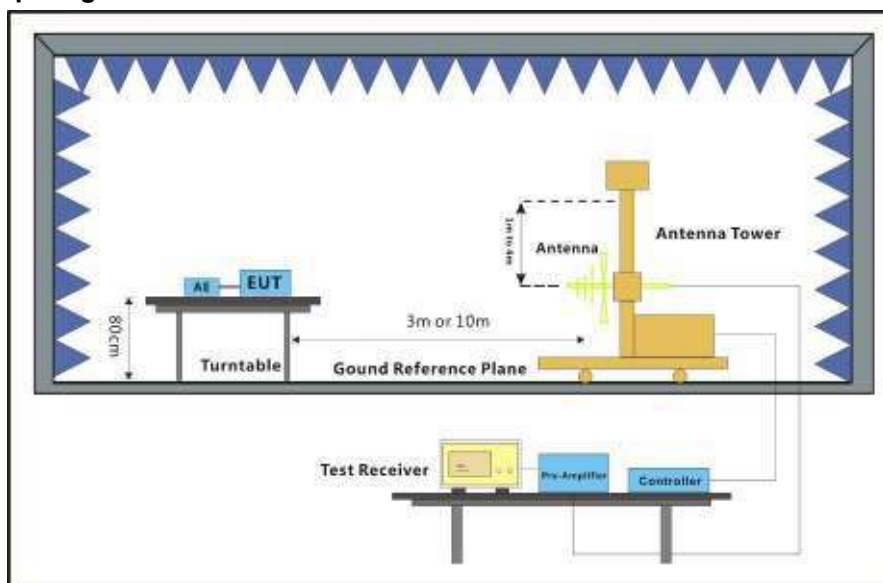 1m to 4m
Antenna
Antenna Tower
AE
EUT
80cm
3m or 10m
Turntable
Gound Reference Plane
Test Receiver
Pre-Amplifier
Controller